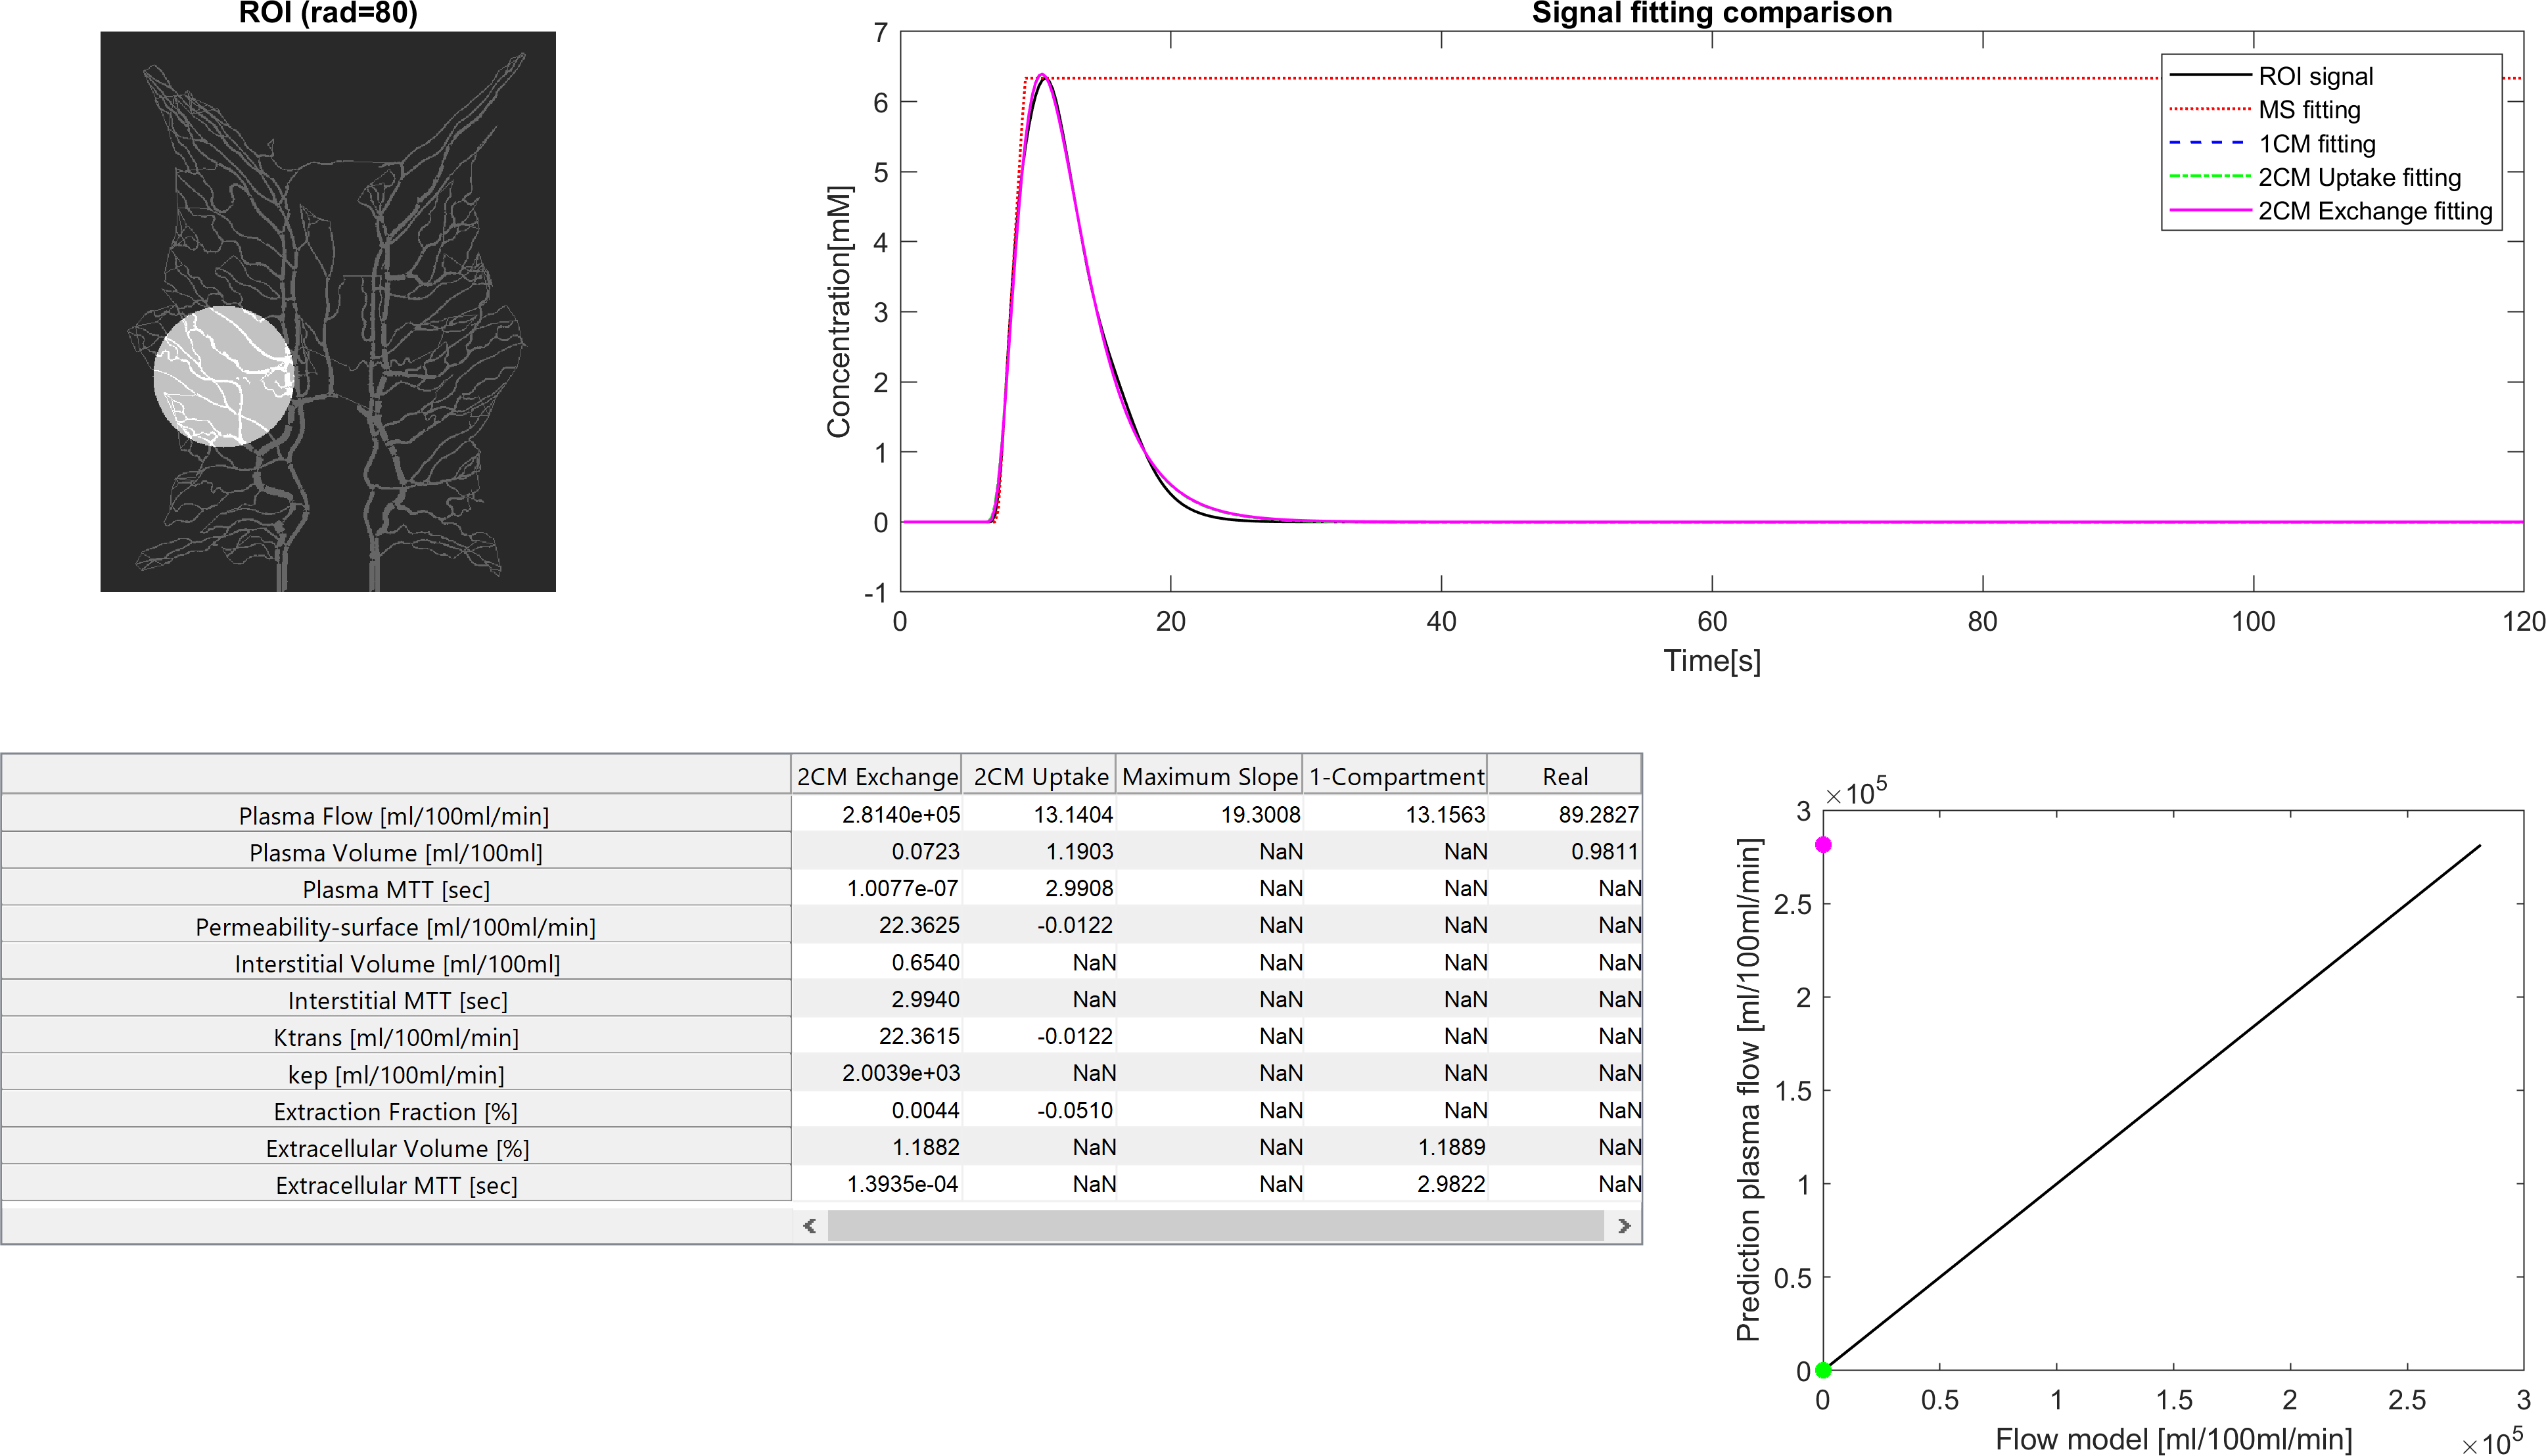 ROI (rad=80)
Signal fitting comparison
7
6
5
4
3
2
1
0
-1
Concentration[mM]
0 20 40 60 80 100 120
Time[s]
ROI signal
MS fitting
1CM fitting
2CM Uptake fitting
2CM Exchange fitting
2CM Exchange 2CM Uptake Maximum Slope 1-Compartment Real
Plasma Flow [ml/100ml/min] 2.8140e+05 13.1404 19.3008 13.1563 89.2827
Plasma Volume [ml/100ml] 0.0723 1.1903 NaN NaN 0.9811
Plasma MTT [sec] 1.0077e-07 2.9908 NaN NaN NaN
Permeability-surface [ml/100ml/min] 22.3625 -0.0122 NaN NaN NaN
Interstitial Volume [ml/100ml] 0.6540 NaN NaN NaN NaN
Interstitial MTT [sec] 2.9940 NaN NaN NaN NaN
Ktrans [ml/100ml/min] 22.3615 -0.0122 NaN NaN NaN
kep [ml/100ml/min] 2.0039e+03 NaN NaN NaN NaN
Extraction Fraction [%] 0.0044 -0.0510 NaN NaN NaN
Extracellular Volume [%] 1.1882 NaN NaN 1.1889 NaN
Extracellular MTT [sec] 1.3935e-04 NaN NaN 2.9822 NaN
×10⁵
3
2.5
2
1.5
1
0.5
0
Prediction plasma flow [ml/100ml/min]
0 0.5 1 1.5 2 2.5 3
Flow model [ml/100ml/min]
×10⁵